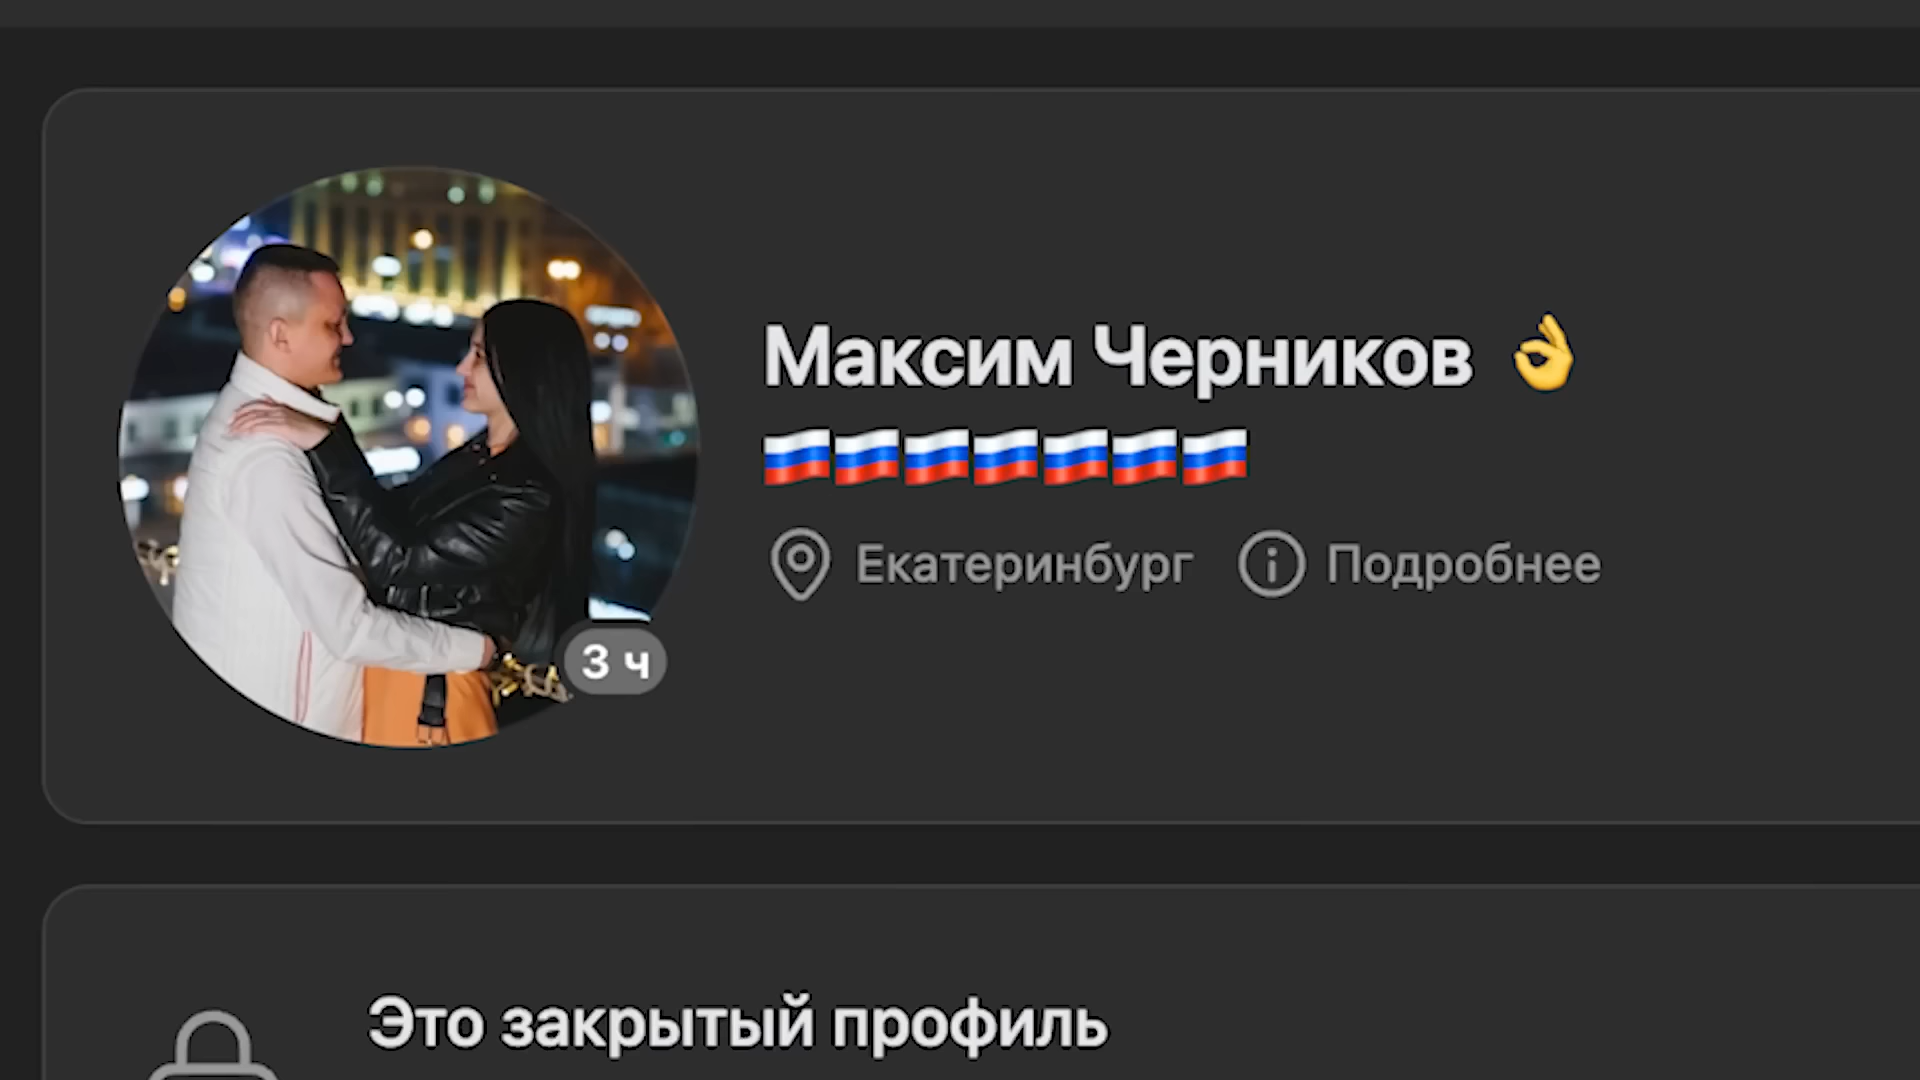 Максим Черников 👌
🇷🇺🇷🇺🇷🇺🇷🇺🇷🇺🇷🇺🇷🇺
Екатеринбург Подробнее
3 ч
Это закрытый профиль